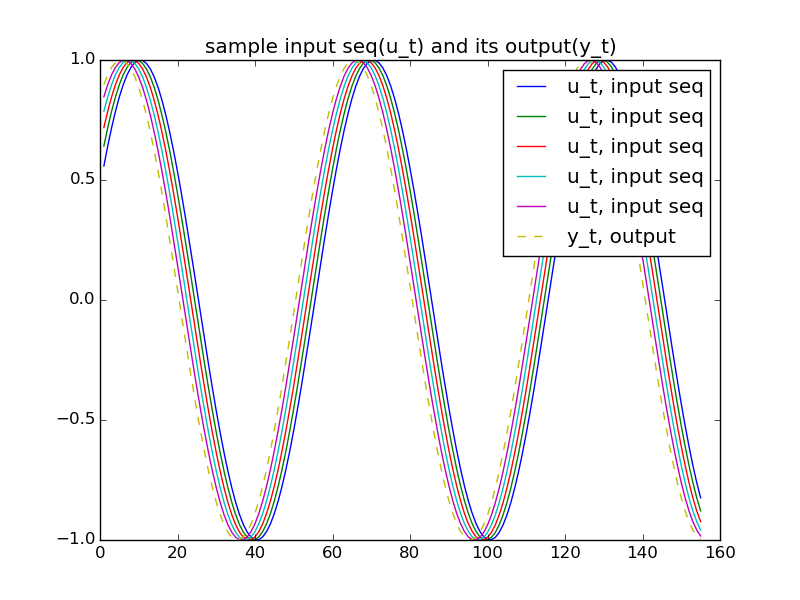 sample input seq(u_t) and its output(y_t)
1.0
0.5
0.0
−0.5
−1.0
u_t, input seq
u_t, input seq
u_t, input seq
u_t, input seq
u_t, input seq
y_t, output
0 20 40 60 80 100 120 140 160